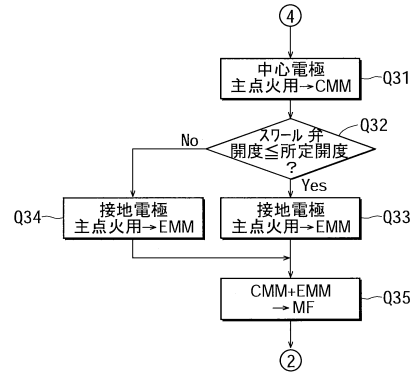 ④
中心電極
主点火用→CMM
Q31
スワール弁
開度≦所定開度
?
Q32
No
Yes
接地電極
主点火用→EMM
Q34
接地電極
主点火用→EMM
Q33
CMM+EMM
→MF
Q35
②